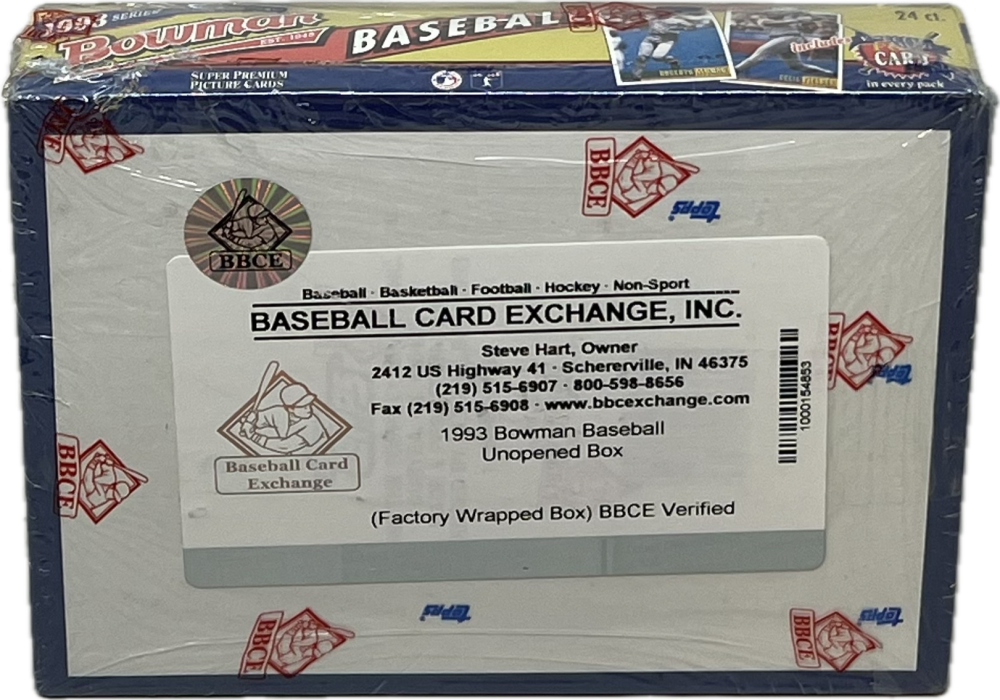 1993 SERIES
Bowman
EST. 1948
BASEBALL
24 ct.
Includes
CARD
in every pack
SUPER PREMIUM
PICTURE CARDS
BBCE
BBCE
topps
BBCE
Baseball · Basketball · Football · Hockey · Non-Sport
BASEBALL CARD EXCHANGE, INC.
Steve Hart, Owner
2412 US Highway 41 · Schererville, IN 46375
(219) 515-6907 · 800-598-8656
Fax (219) 515-6908 · www.bbcexchange.com
1993 Bowman Baseball
Unopened Box
(Factory Wrapped Box) BBCE Verified
Baseball Card
Exchange
1000154853
BBCE
topps
BBCE
BBCE
topps
BBCE
topps